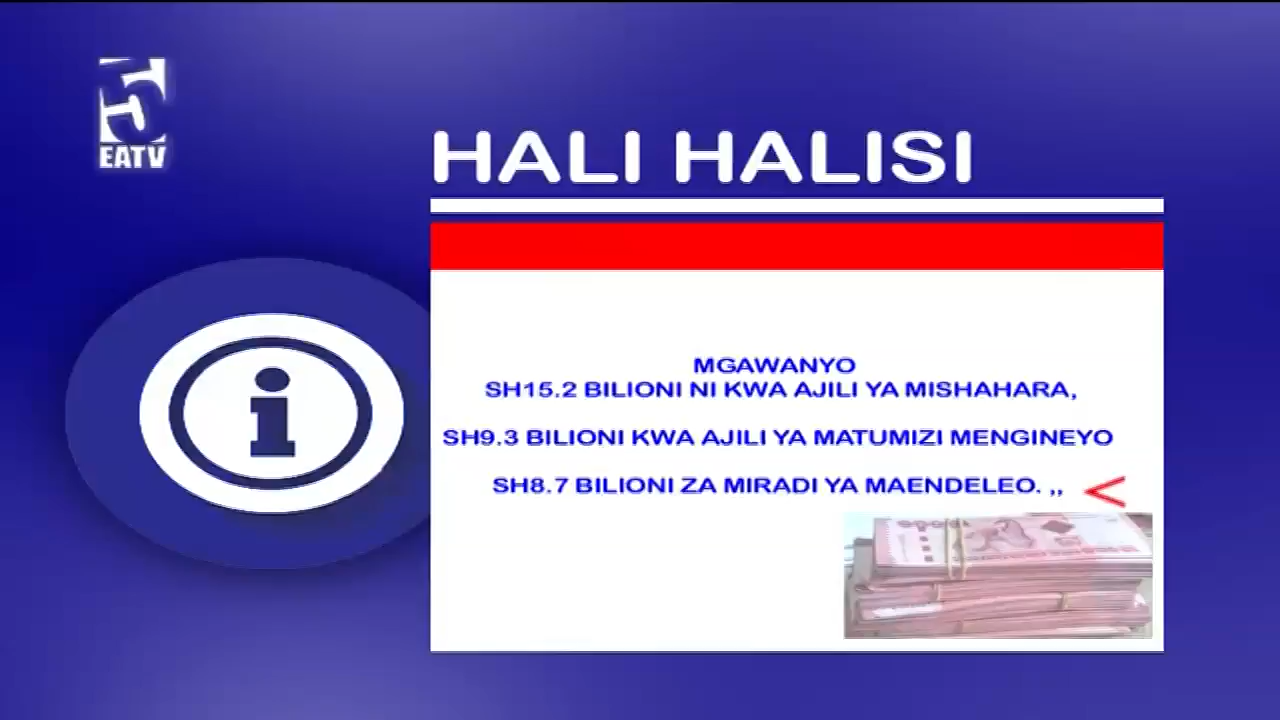 5
EATV
HALI HALISI
MGAWANYO
SH15.2 BILIONI NI KWA AJILI YA MISHAHARA,
SH9.3 BILIONI KWA AJILI YA MATUMIZI MENGINEYO
SH8.7 BILIONI ZA MIRADI YA MAENDELEO. ,,
<
i